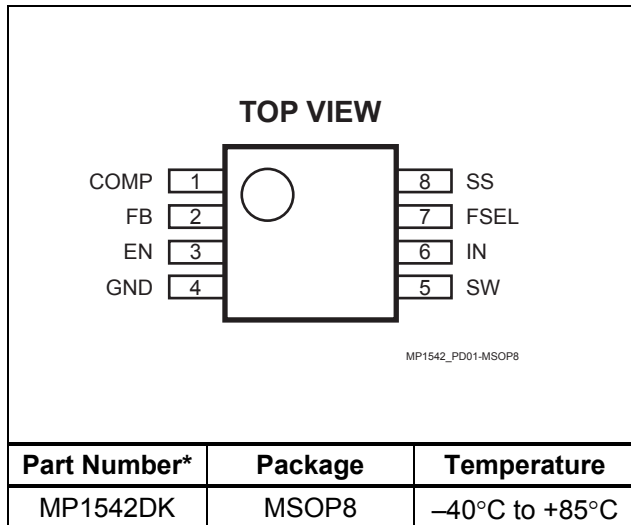 TOP VIEW
COMP 1 8 SS
FB 2 7 FSEL
EN 3 6 IN
GND 4 5 SW
MP1542_PD01-MSOP8
Part Number* Package Temperature
MP1542DK MSOP8 –40°C to +85°C